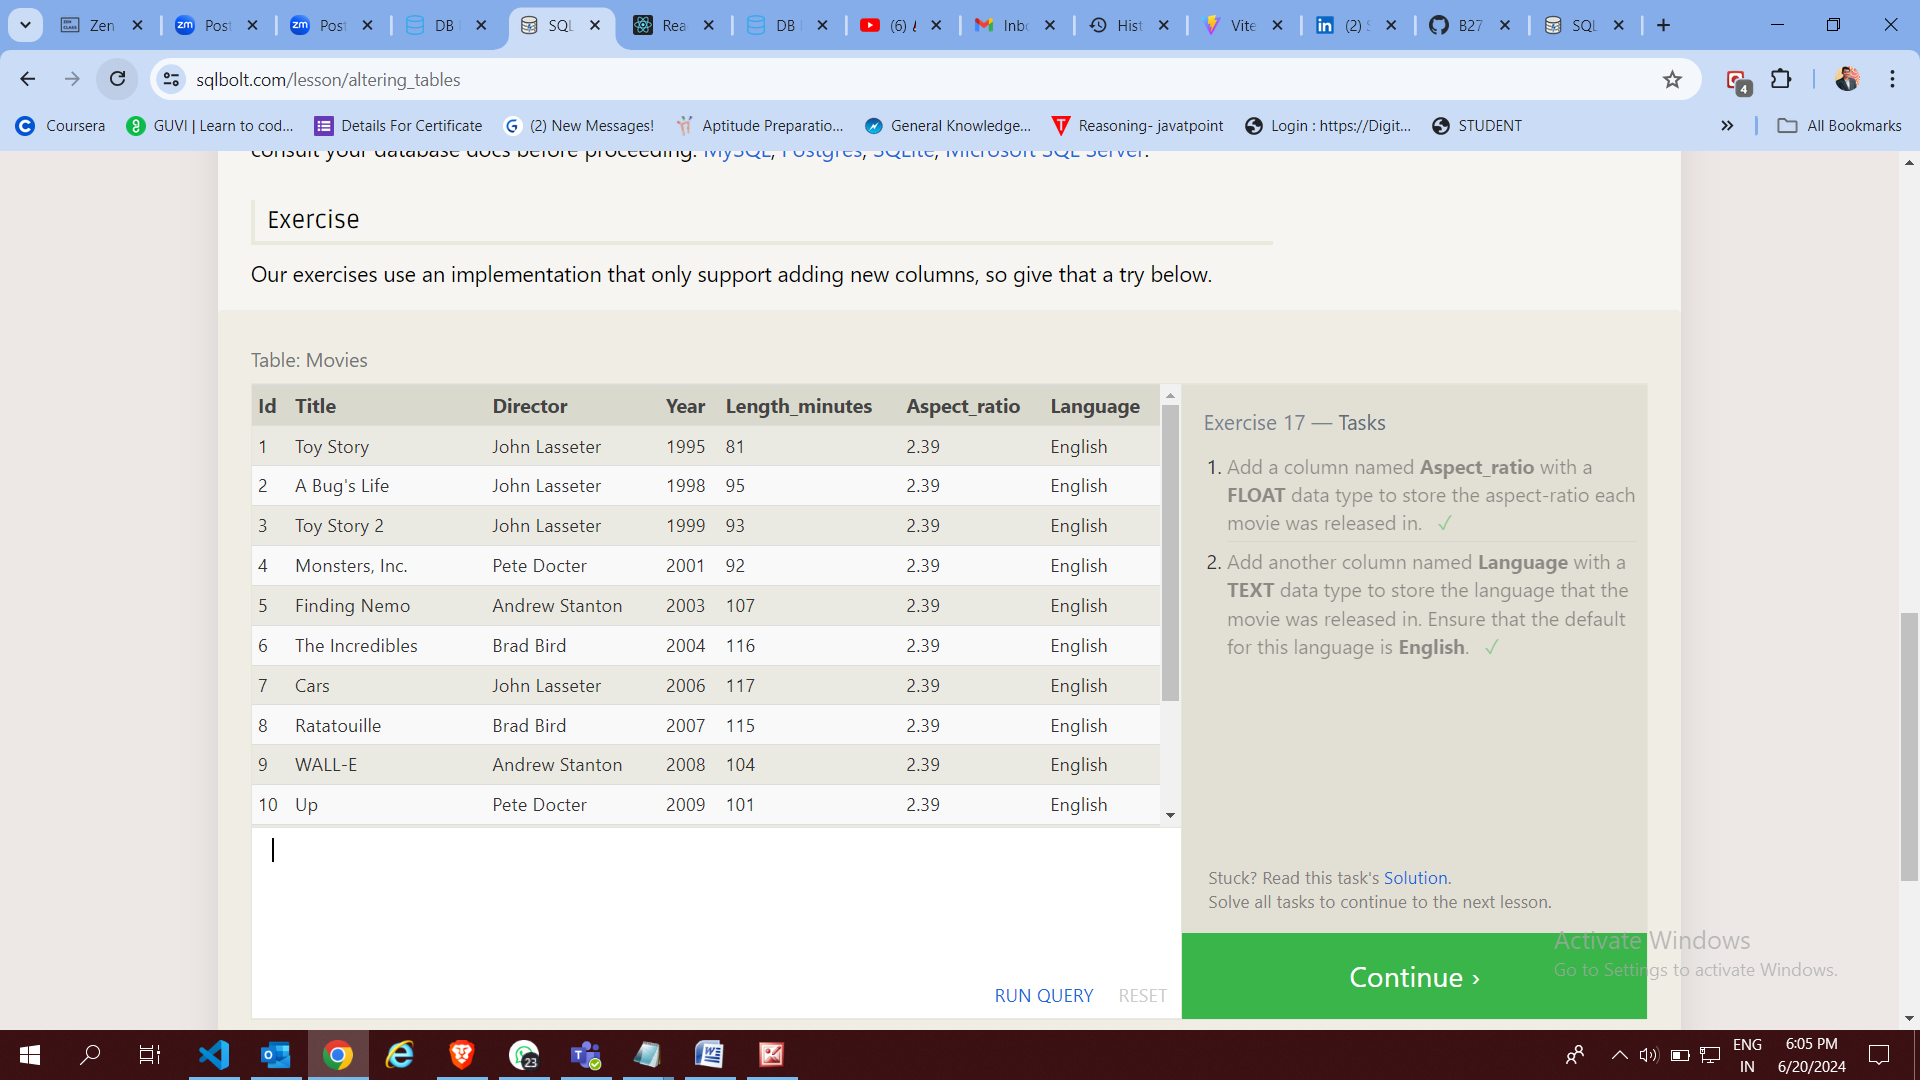 Zen
Post
Post
DB
SQL
Rea
DB
(6)
Inbo
Hist
Vite
(2) S
B27
SQL
sqlbolt.com/lesson/altering_tables
4
Coursera
GUVI | Learn to cod...
Details For Certificate
(2) New Messages!
Aptitude Preparatio...
General Knowledge...
Reasoning- javatpoint
Login : https://Digit...
STUDENT
All Bookmarks
consult your database docs before proceeding: MySQL, Postgres, SQLite, Microsoft SQL Server.
Exercise
Our exercises use an implementation that only support adding new columns, so give that a try below.
Table: Movies
Id Title Director Year Length_minutes Aspect_ratio Language
1 Toy Story John Lasseter 1995 81 2.39 English
2 A Bug's Life John Lasseter 1998 95 2.39 English
3 Toy Story 2 John Lasseter 1999 93 2.39 English
4 Monsters, Inc. Pete Docter 2001 92 2.39 English
5 Finding Nemo Andrew Stanton 2003 107 2.39 English
6 The Incredibles Brad Bird 2004 116 2.39 English
7 Cars John Lasseter 2006 117 2.39 English
8 Ratatouille Brad Bird 2007 115 2.39 English
9 WALL-E Andrew Stanton 2008 104 2.39 English
10 Up Pete Docter 2009 101 2.39 English
RUN QUERY RESET
Exercise 17 — Tasks
1. Add a column named Aspect_ratio with a
FLOAT data type to store the aspect-ratio each
movie was released in. ✓
2. Add another column named Language with a
TEXT data type to store the language that the
movie was released in. Ensure that the default
for this language is English. ✓
Stuck? Read this task's Solution.
Solve all tasks to continue to the next lesson.
Continue ›
Activate Windows
Go to Settings to activate Windows.
23
ENG
IN
6:05 PM
6/20/2024